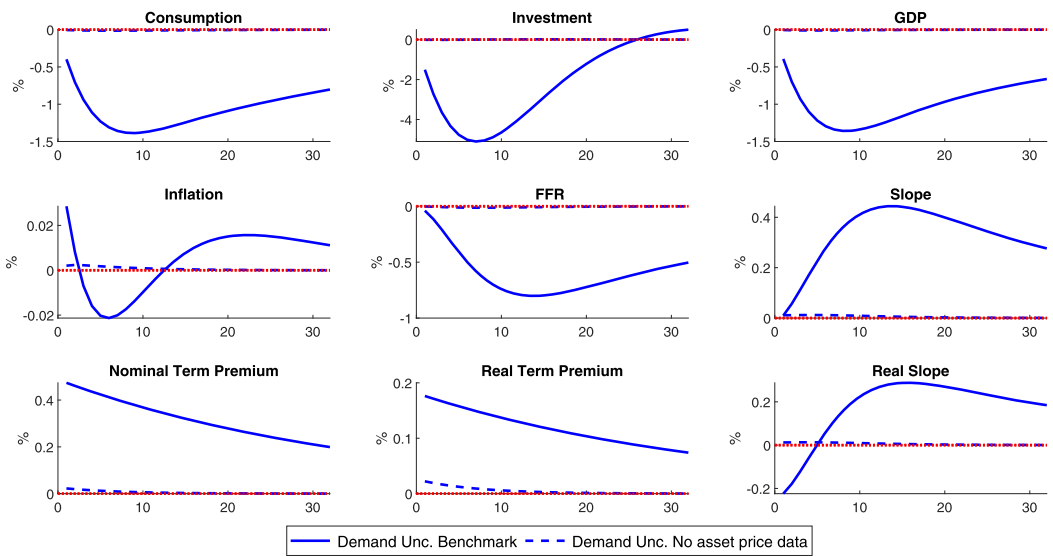 Consumption
Investment
GDP
0
-0.5
-1
-1.5
%
0 10 20 30
0
-2
-4
%
0 10 20 30
0
-0.5
-1
-1.5
%
0 10 20 30
Inflation
FFR
Slope
0.02
0
-0.02
%
0 10 20 30
0
-0.5
-1
%
0 10 20 30
0.4
0.2
0
%
0 10 20 30
Nominal Term Premium
Real Term Premium
Real Slope
0.4
0.2
0
%
0 10 20 30
0.2
0.1
0
%
0 10 20 30
0.2
0
-0.2
%
0 10 20 30
Demand Unc. Benchmark
Demand Unc. No asset price data